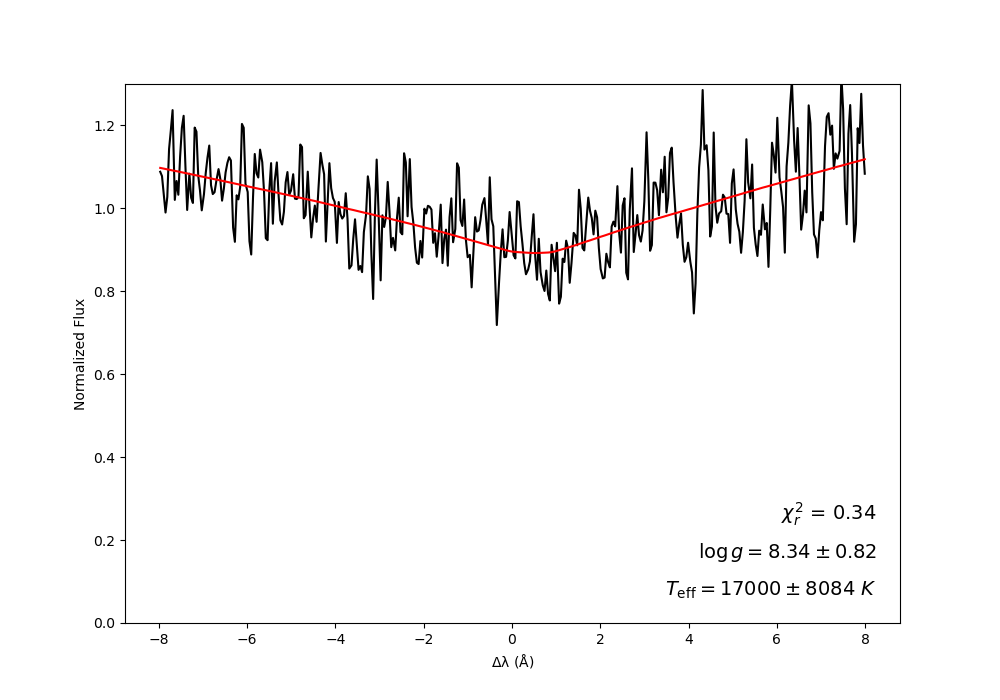 Normalized Flux
1.2
1.0
0.8
0.6
0.4
0.2
0.0
χ²ᵣ = 0.34
log g = 8.34 ± 0.82
T_eff = 17000 ± 8084 K
−8 −6 −4 −2 0 2 4 6 8
Δλ (Å)